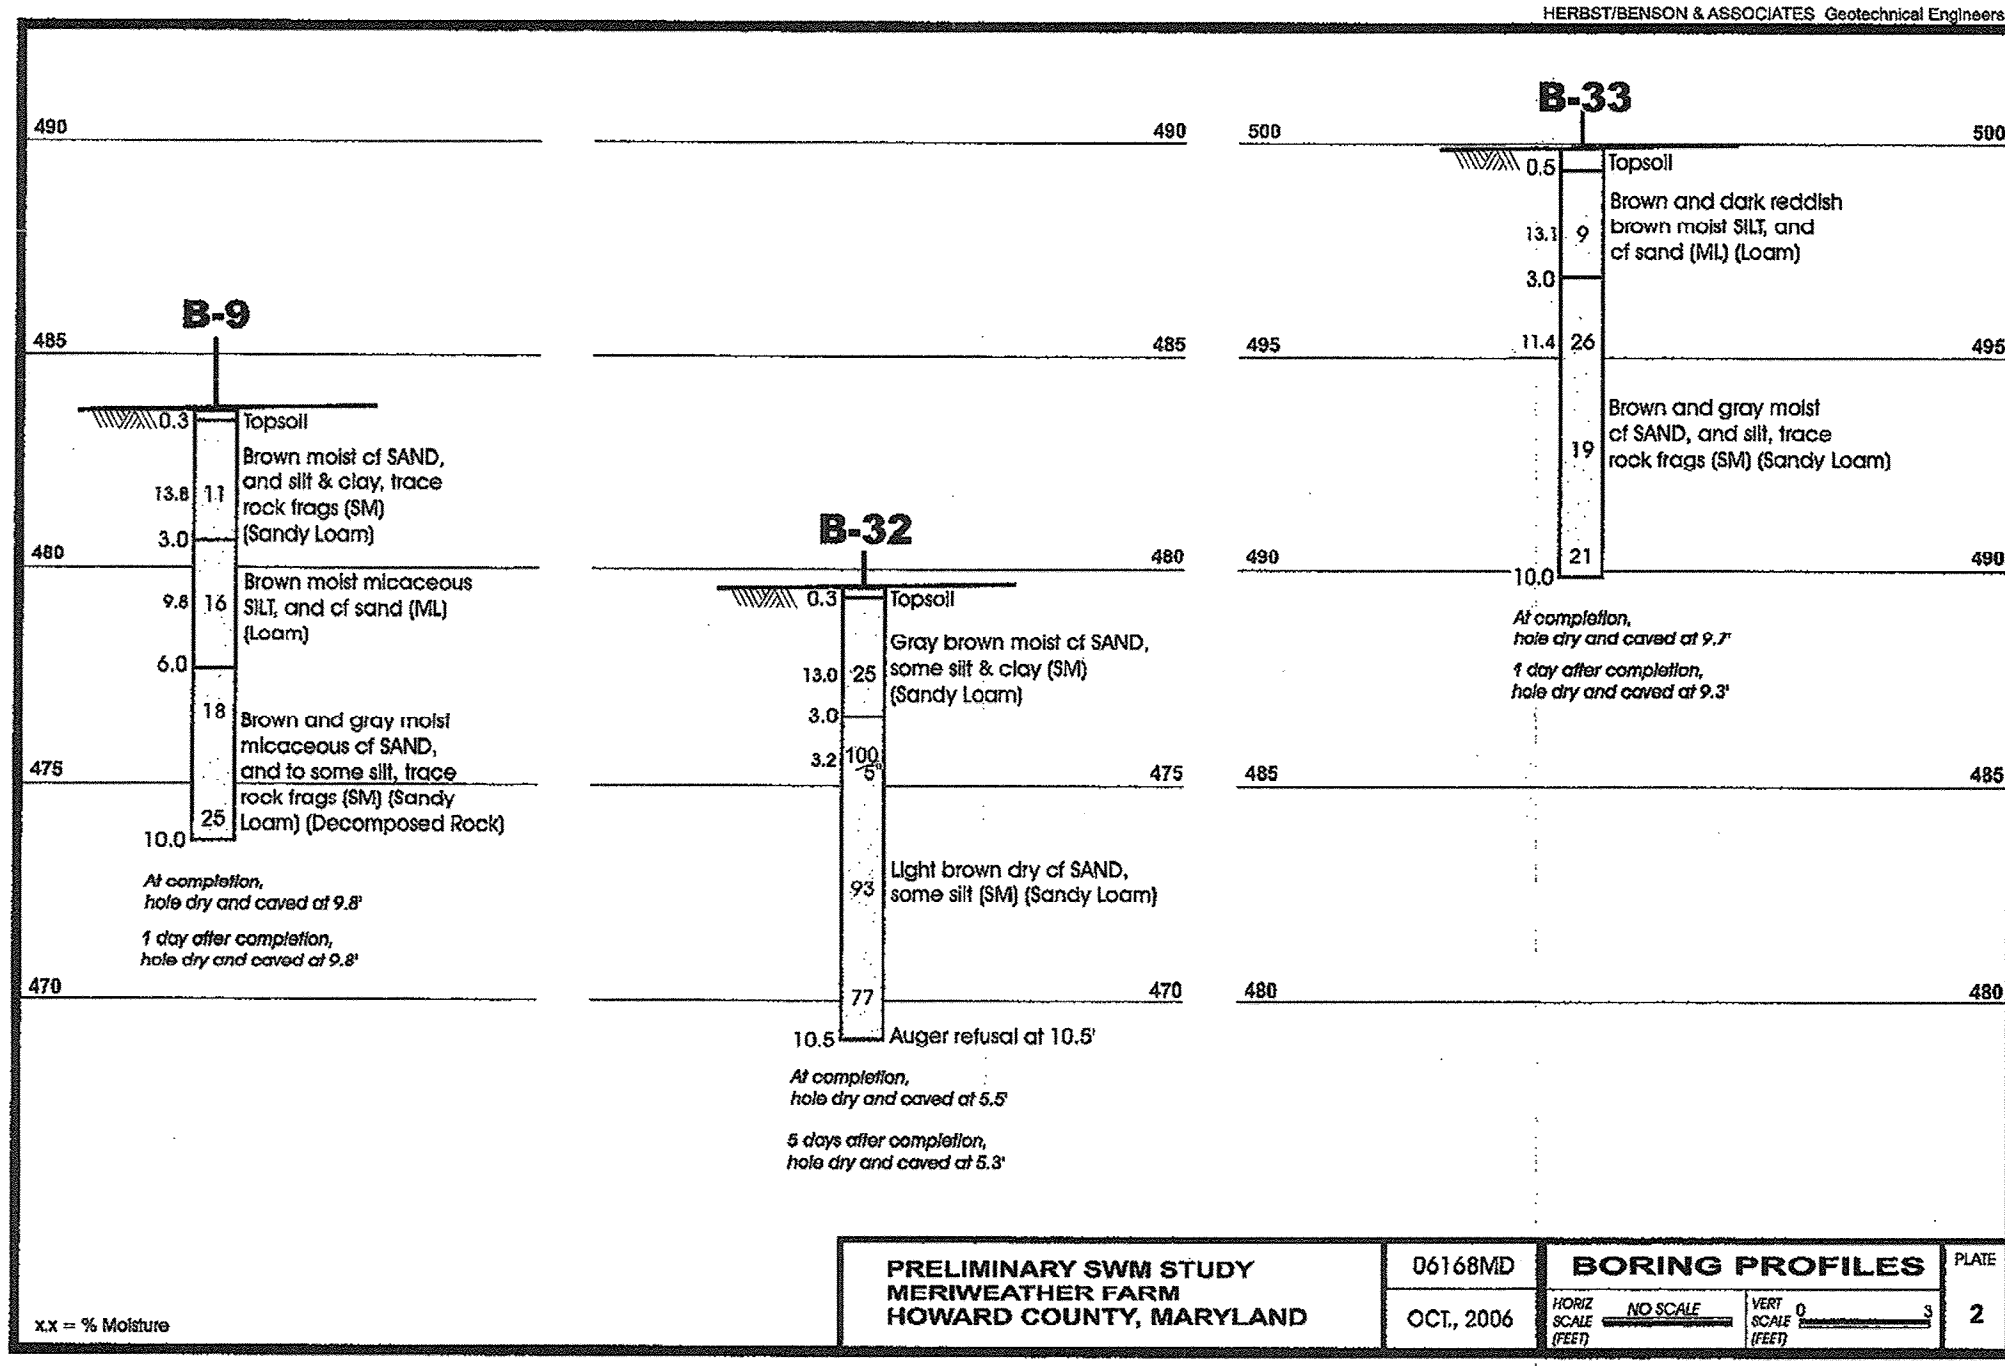 HERBST/BENSON & ASSOCIATES Geotechnical Engineers
B-9
490
485
480
475
470
0.3
Topsoil
Brown moist cf SAND,
and silt & clay, trace
rock frags (SM)
(Sandy Loam)
13.8 11
3.0
Brown moist micaceous
SILT, and cf sand (ML)
(Loam)
9.8 16
6.0
18
Brown and gray moist
micaceous cf SAND,
and to some silt, trace
rock frags (SM) (Sandy
Loam) (Decomposed Rock)
25
10.0
At completion,
hole dry and caved at 9.8'
1 day after completion,
hole dry and caved at 9.8'
B-32
490
485
480
475
470
0.3
Topsoil
Gray brown moist cf SAND,
some silt & clay (SM)
(Sandy Loam)
13.0 25
3.0
3.2 100
5"
93
Light brown dry cf SAND,
some silt (SM) (Sandy Loam)
77
10.5
Auger refusal at 10.5'
At completion,
hole dry and caved at 5.5'
5 days after completion,
hole dry and caved at 5.3'
B-33
500 500
495 495
490 490
485 485
480 480
0.5
Topsoil
Brown and dark reddish
brown moist SILT, and
cf sand (ML) (Loam)
13.1 9
3.0
11.4 26
Brown and gray moist
cf SAND, and silt, trace
rock frags (SM) (Sandy Loam)
19
21
10.0
At completion,
hole dry and caved at 9.7'
1 day after completion,
hole dry and caved at 9.3'
x.x = % Moisture
PRELIMINARY SWM STUDY
MERIWEATHER FARM
HOWARD COUNTY, MARYLAND
06168MD
OCT., 2006
BORING PROFILES
HORIZ
SCALE
(FEET)
NO SCALE
VERT
SCALE
(FEET)
0 3
PLATE
2